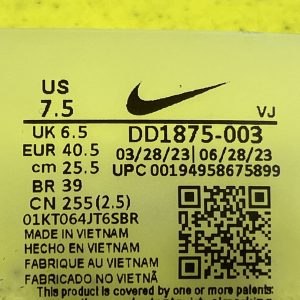 US
7.5
VJ
UK 6.5
EUR 40.5
cm 25.5
BR 39
CN 255 (2.5)
DD1875-003
03/28/23| 06/28/23
UPC 00194958675899
01KT064JT6SBR
MADE IN VIETNAM
HECHO EN VIETNAM
FABRIQUE AU VIETNAM
FABRICADO NO VIETNÃ
This product is covered by one or more patents